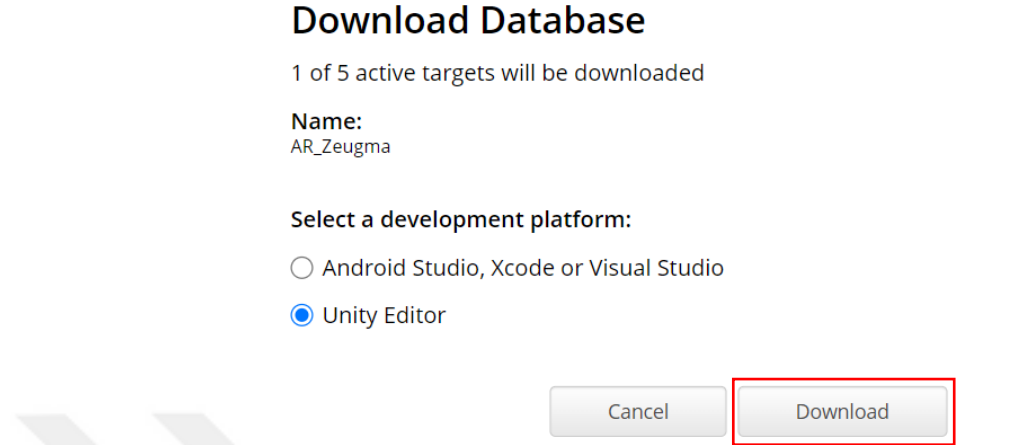 Download Database
1 of 5 active targets will be downloaded
Name:
AR_Zeugma
Select a development platform:
Android Studio, Xcode or Visual Studio
Unity Editor
Cancel Download